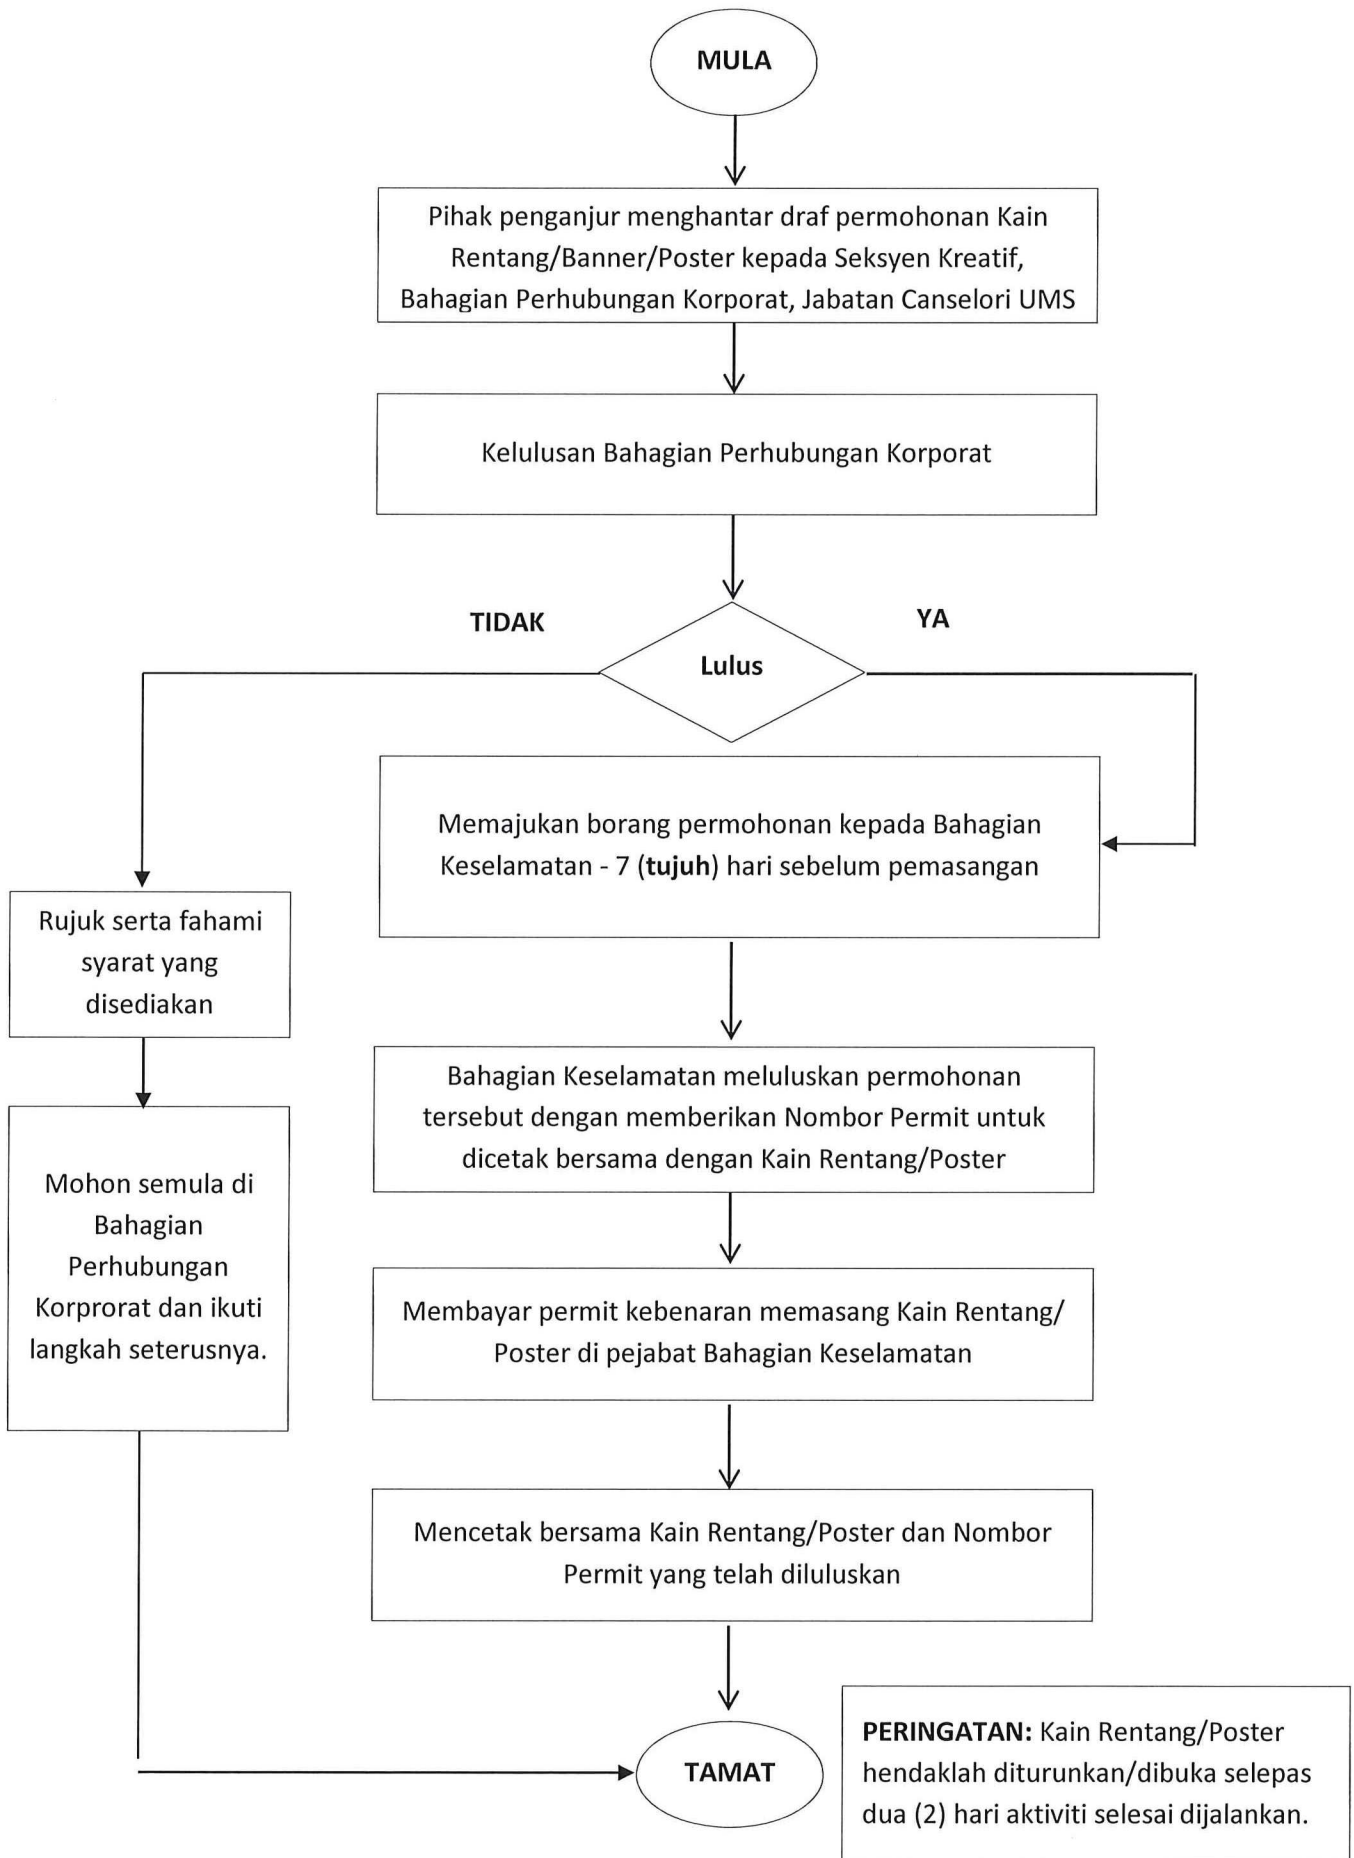 MULA
Pihak penganjur menghantar draf permohonan Kain
Rentang/Banner/Poster kepada Seksyen Kreatif,
Bahagian Perhubungan Korporat, Jabatan Canselori UMS
Kelulusan Bahagian Perhubungan Korporat
TIDAK
YA
Lulus
Memajukan borang permohonan kepada Bahagian
Keselamatan - 7 (tujuh) hari sebelum pemasangan
Rujuk serta fahami
syarat yang
disediakan
Bahagian Keselamatan meluluskan permohonan
tersebut dengan memberikan Nombor Permit untuk
dicetak bersama dengan Kain Rentang/Poster
Mohon semula di
Bahagian
Perhubungan
Korprorat dan ikuti
langkah seterusnya.
Membayar permit kebenaran memasang Kain Rentang/
Poster di pejabat Bahagian Keselamatan
Mencetak bersama Kain Rentang/Poster dan Nombor
Permit yang telah diluluskan
TAMAT
PERINGATAN: Kain Rentang/Poster
hendaklah diturunkan/dibuka selepas
dua (2) hari aktiviti selesai dijalankan.